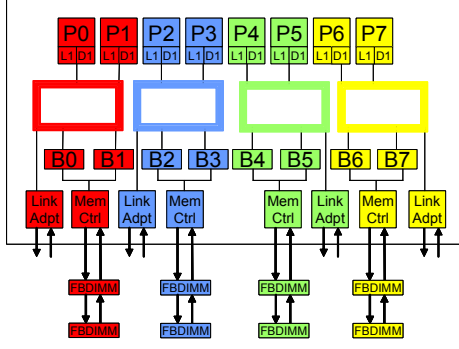 P0 P1 P2 P3 P4 P5 P6 P7
L1 D1 L1 D1 L1 D1 L1 D1 L1 D1 L1 D1 L1 D1 L1 D1
B0 B1 B2 B3 B4 B5 B6 B7
Link Mem Link Mem Mem Link Mem Link
Adpt Ctrl Adpt Ctrl Ctrl Adpt Ctrl Adpt
FBDIMM FBDIMM FBDIMM FBDIMM
FBDIMM FBDIMM FBDIMM FBDIMM